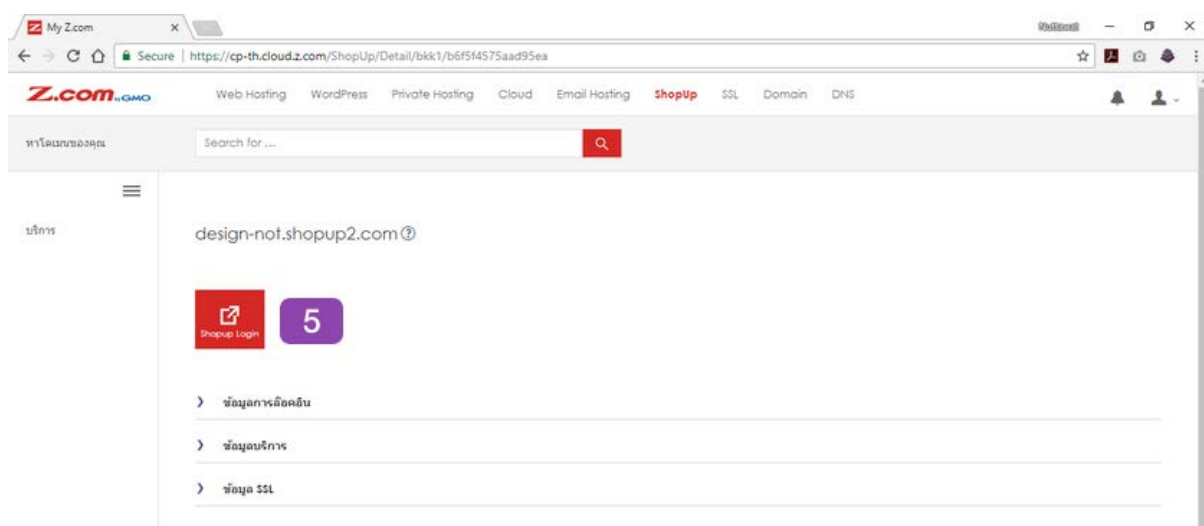 My Z.com
Secure https://cp-th.cloud.z.com/ShopUp/Detail/bkk1/b6f5f4575aad95ea
Z.com by GMO Web Hosting WordPress Private Hosting Cloud Email Hosting ShopUp SSL Domain DNS
หาโดเมนของคุณ Search for ...
บริการ
design-not.shopup2.com
Shopup Login 5
ข้อมูลการล๊อคอิน
ข้อมูลบริการ
ข้อมูล SSL